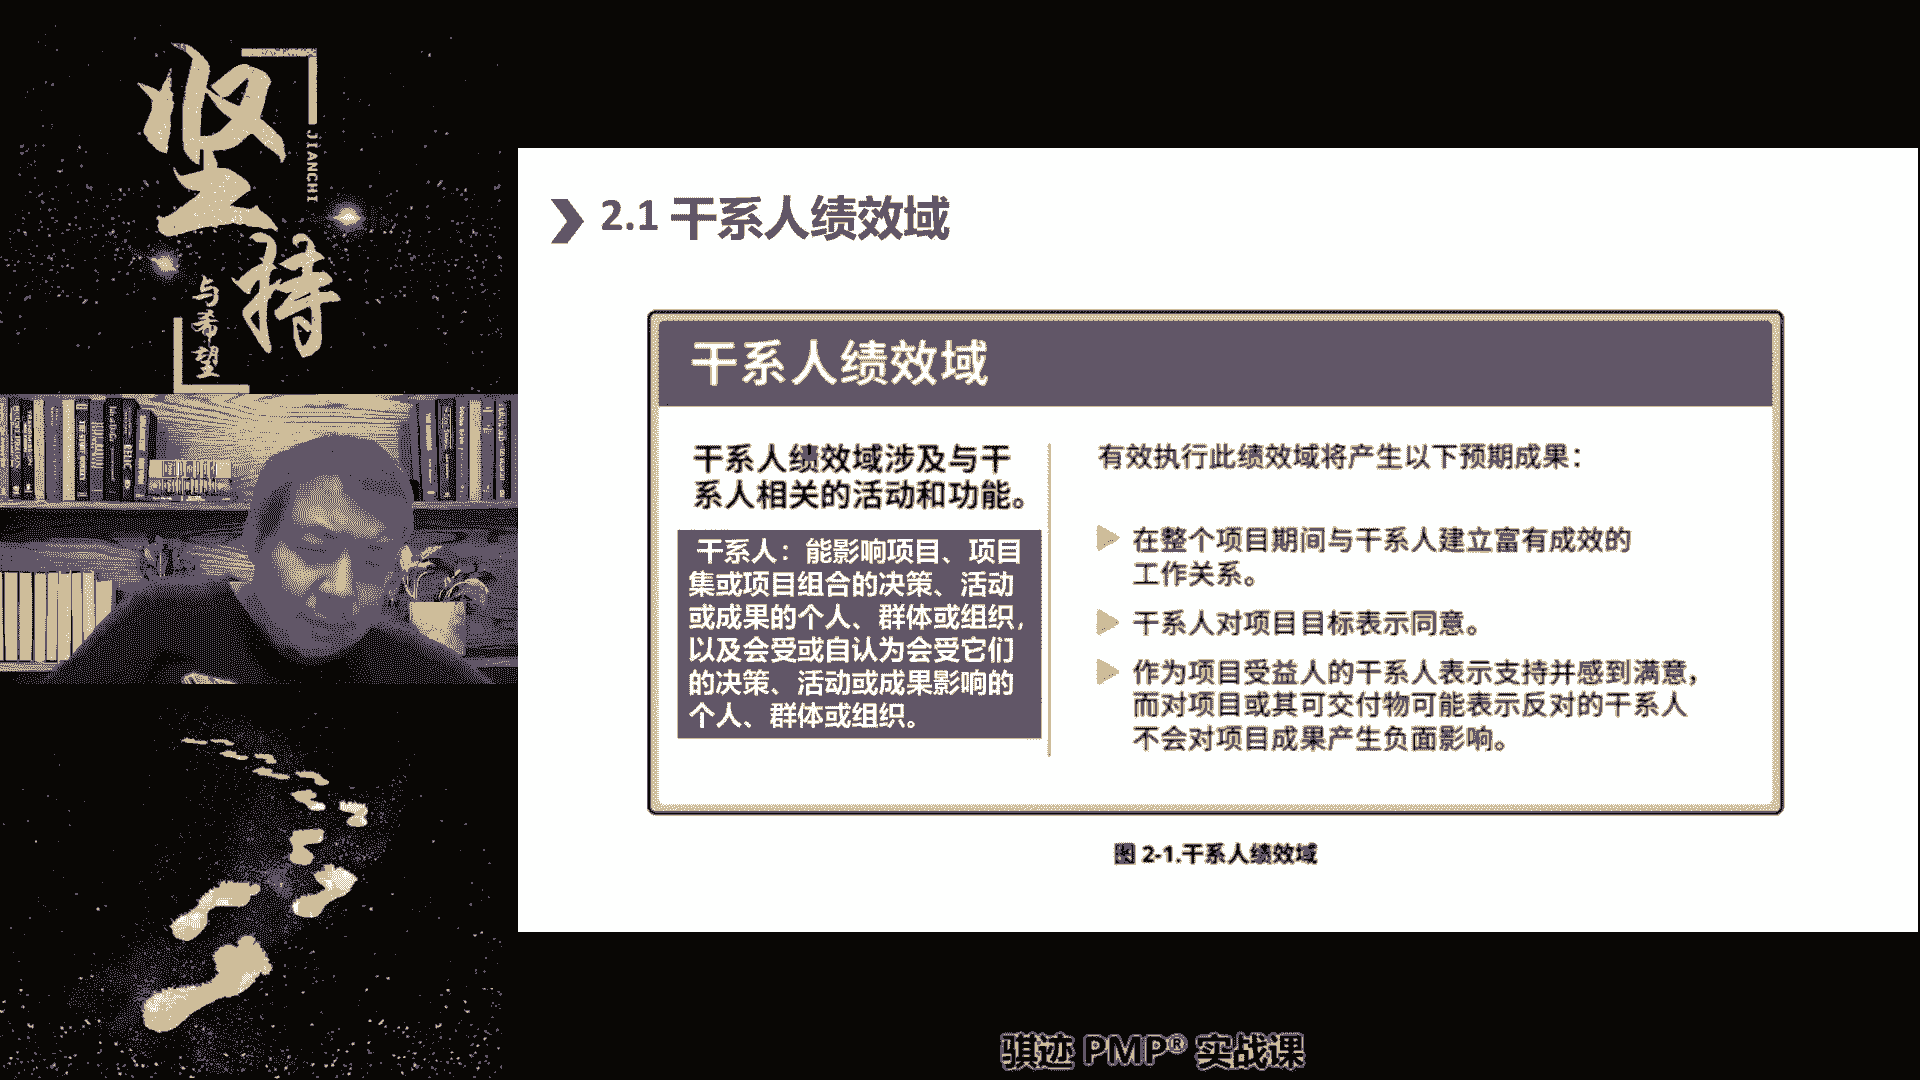 坚持
JIANCHI
与希望
2.1 干系人绩效域
干系人绩效域
干系人绩效域涉及与干
系人相关的活动和功能。
干系人：能影响项目、项目
集或项目组合的决策、活动
或成果的个人、群体或组织，
以及会受或自认为会受它们
的决策、活动或成果影响的
个人、群体或组织。
有效执行此绩效域将产生以下预期成果：
在整个项目期间与干系人建立富有成效的
工作关系。
干系人对项目目标表示同意。
作为项目受益人的干系人表示支持并感到满意，
而对项目或其可交付物可能表示反对的干系人
不会对项目成果产生负面影响。
图 2-1.干系人绩效域
骐迹 PMP® 实战课